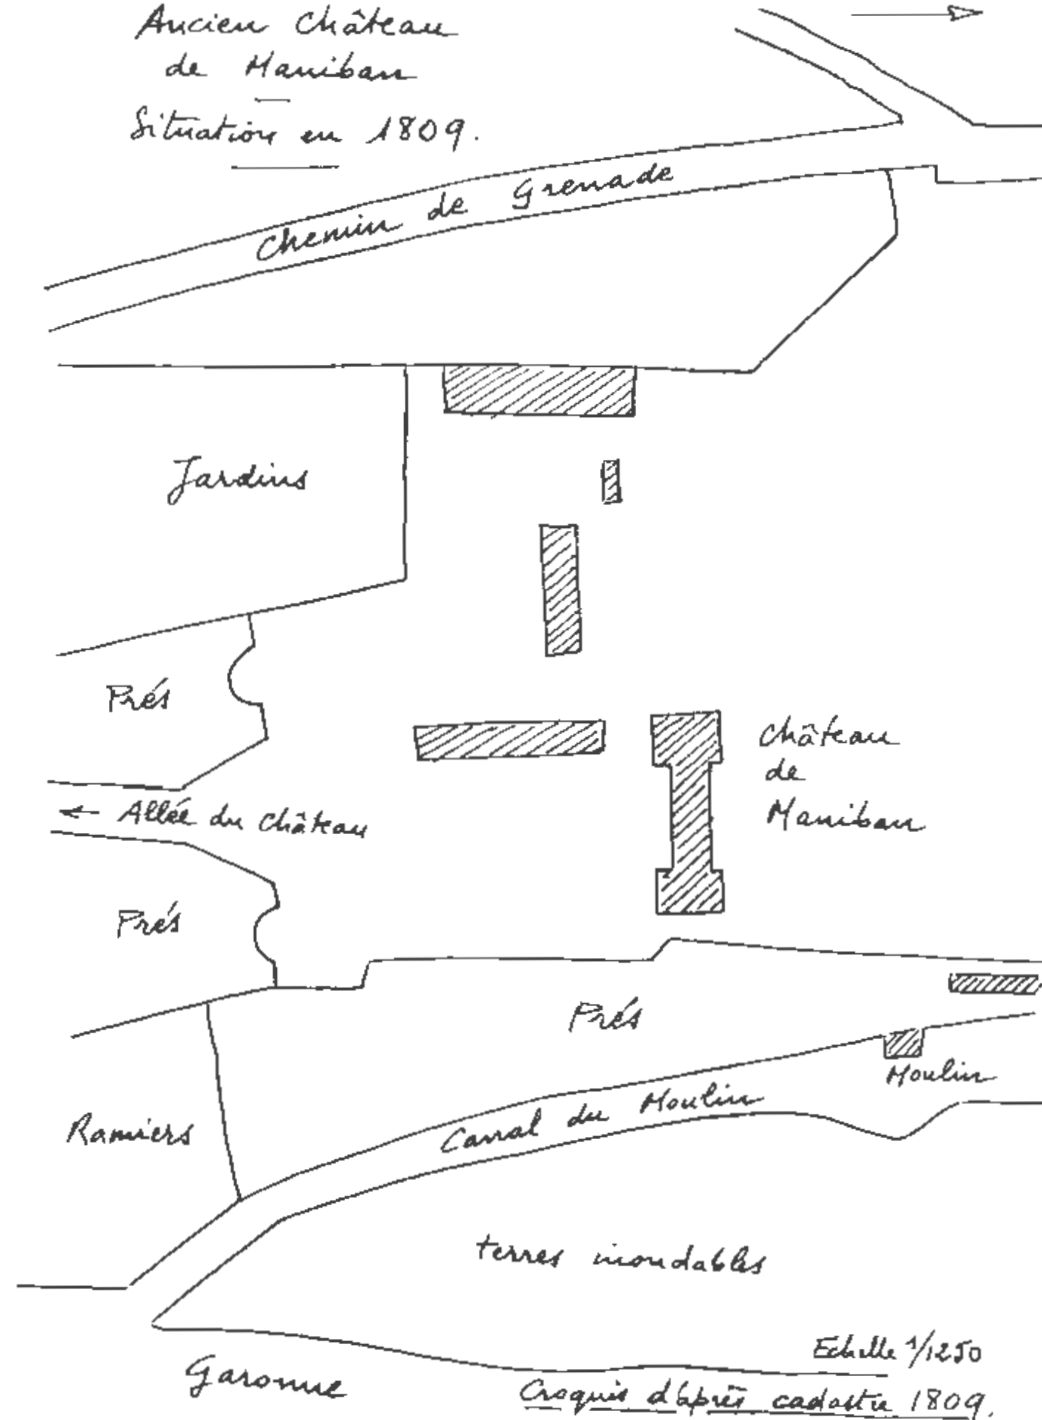 Ancien Château
de Maniban
Situation en 1809.
Chemin de Grenade
Jardins
Prés
Château
de
Maniban
← Allée du Château
Prés
Prés
Moulin
Canal du Moulin
Ramiers
terres inondables
Echelle 1/1250
Garonne
Croquis d'après cadastre 1809.